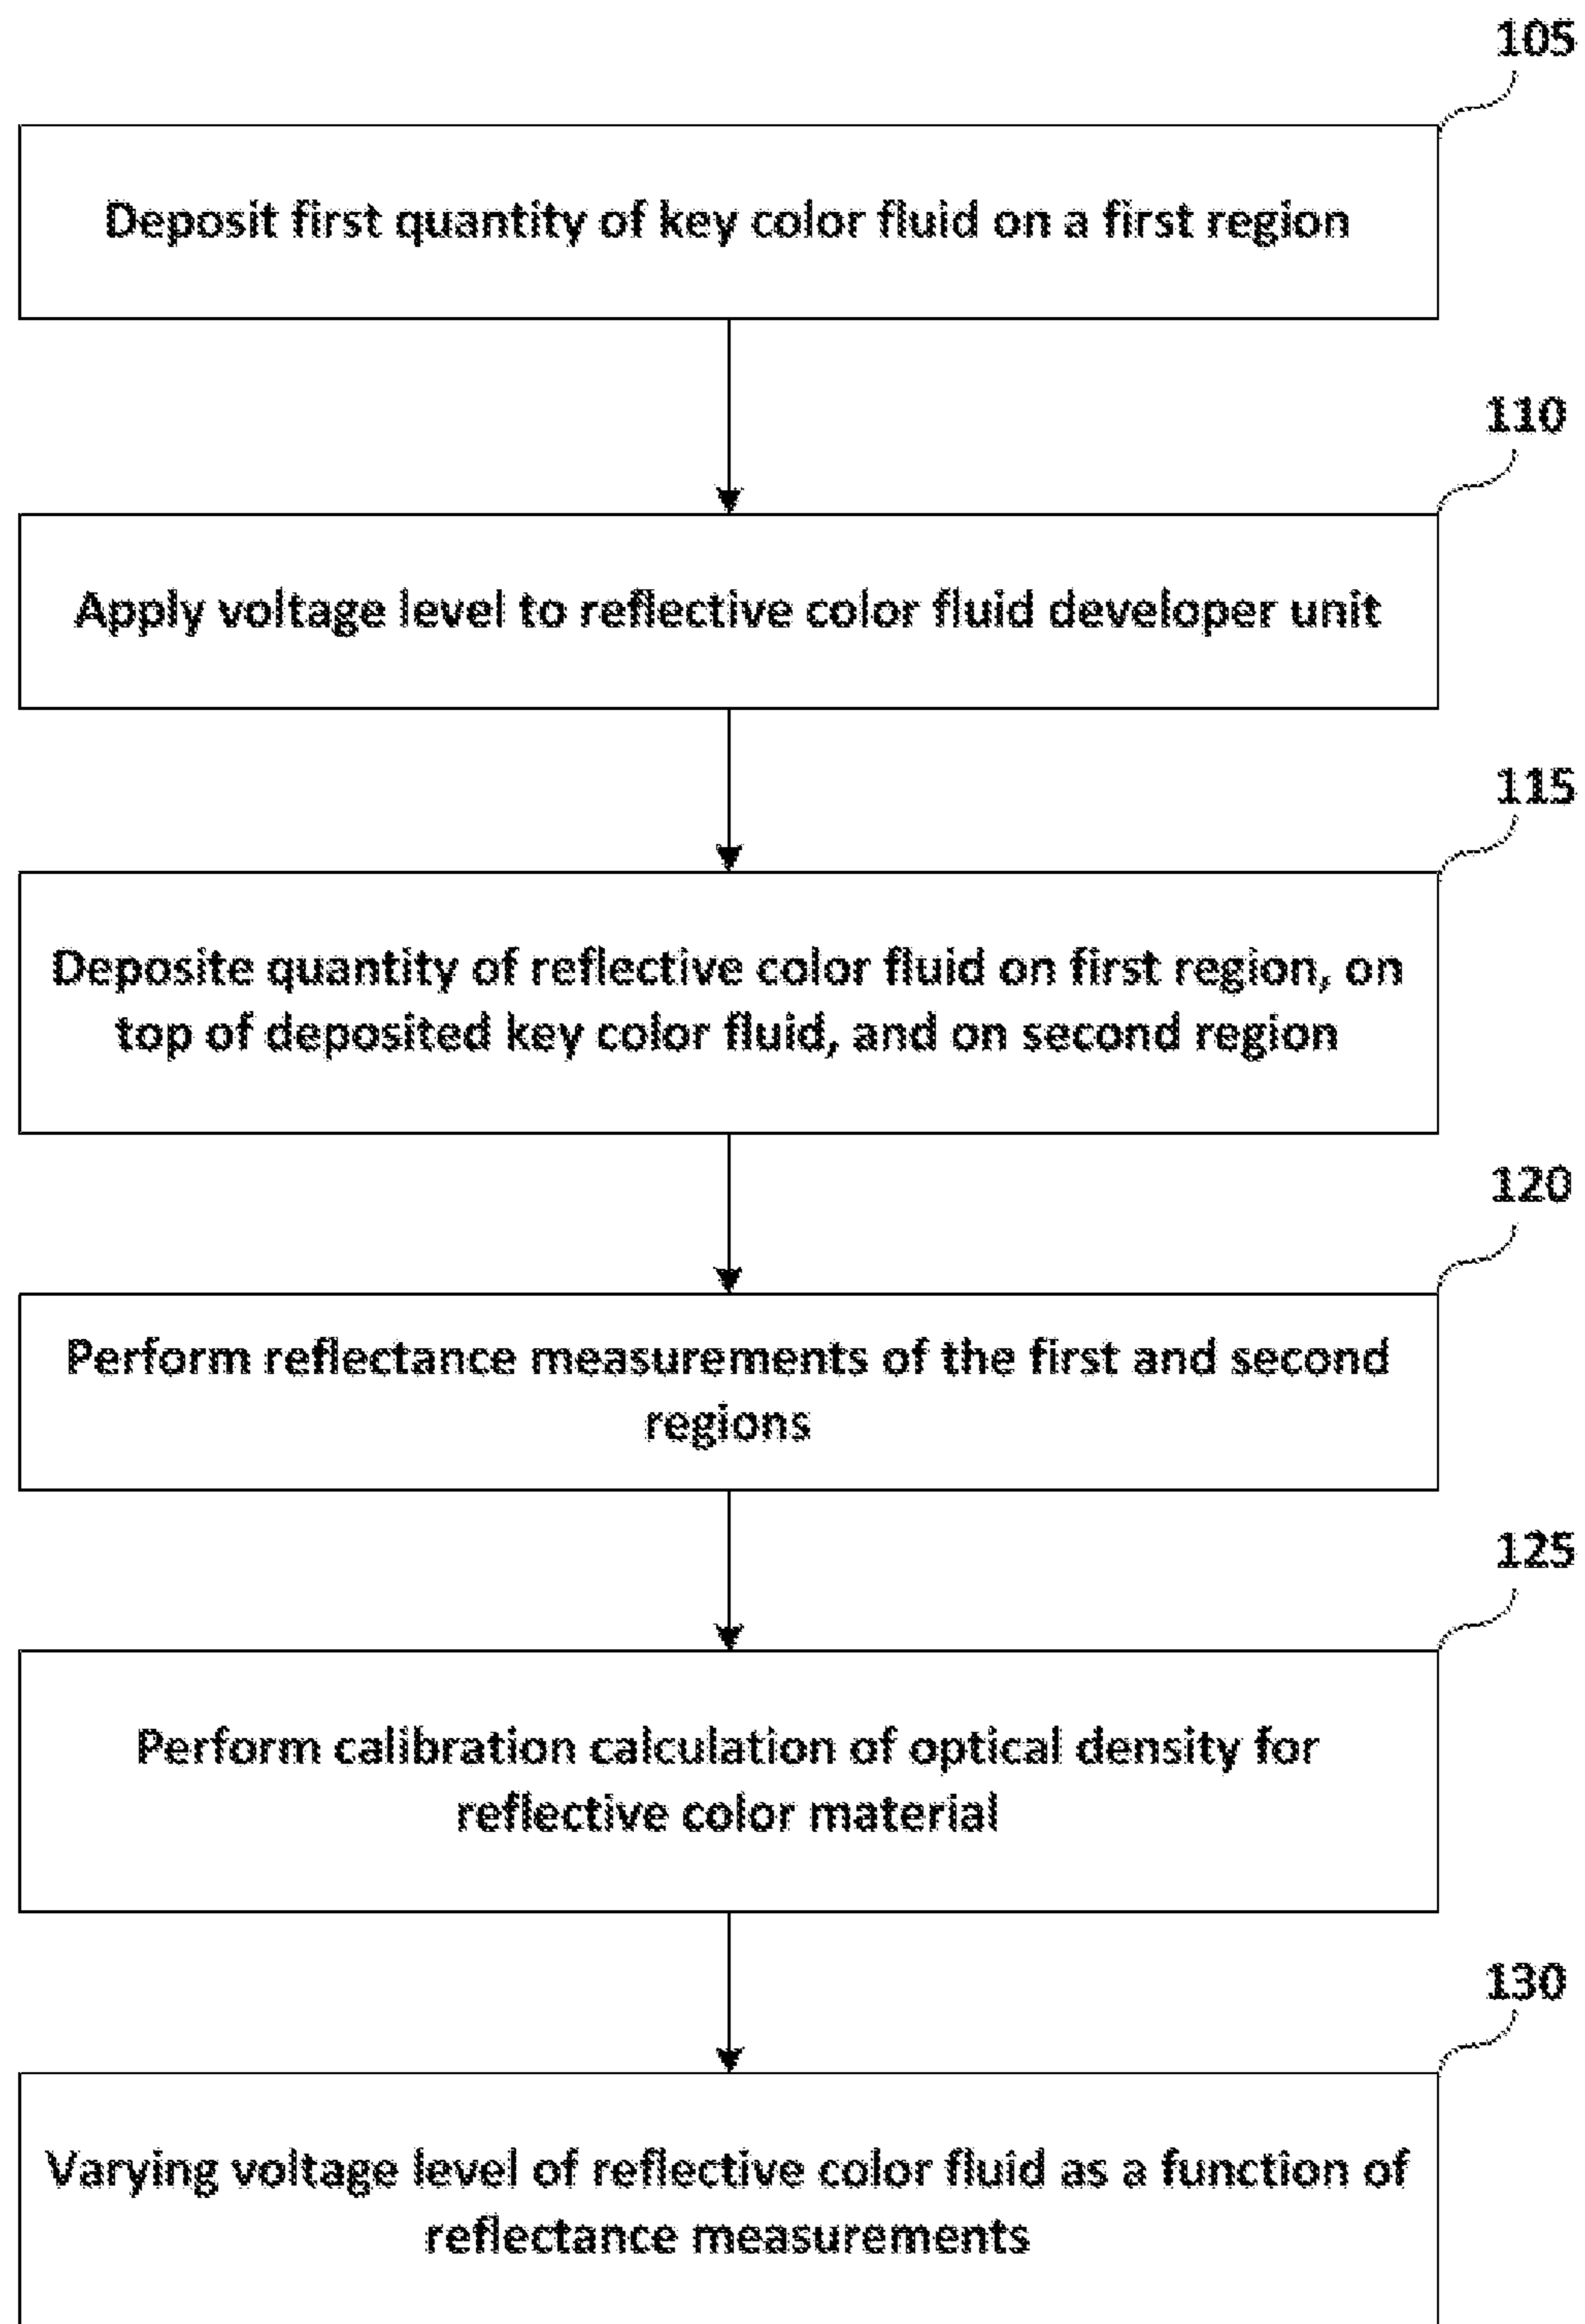 105
Deposit first quantity of key color fluid on a first region
110
Apply voltage level to reflective color fluid developer unit
115
Deposite quantity of reflective color fluid on first region, on
top of deposited key color fluid, and on second region
120
Perform reflectance measurements of the first and second
regions
125
Perform calibration calculation of optical density for
reflective color material
130
Varying voltage level of reflective color fluid as a function of
reflectance measurements